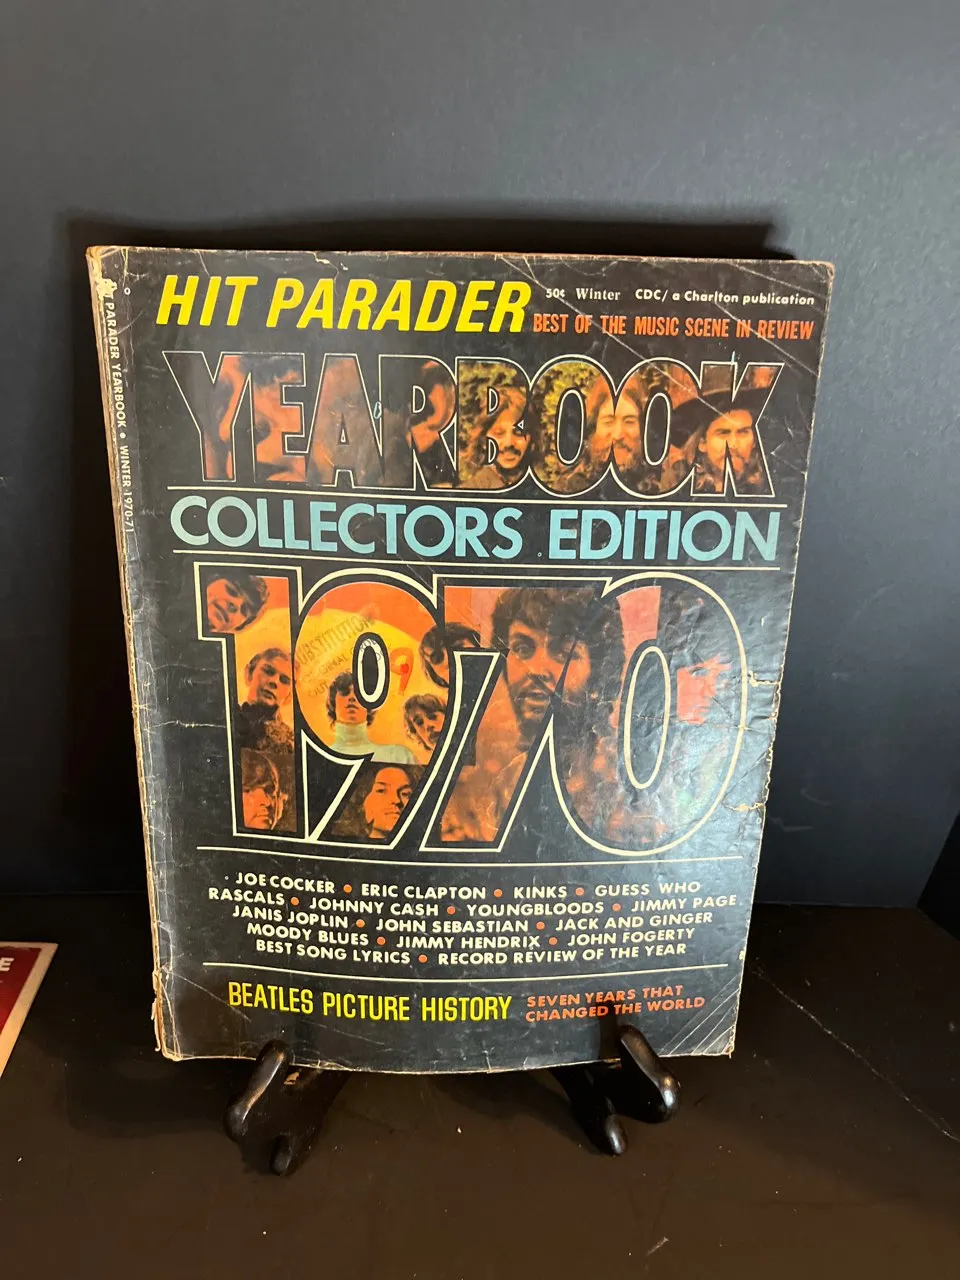 HIT PARADER
50¢ Winter CDC/ a Charlton publication
BEST OF THE MUSIC SCENE IN REVIEW
YEARBOOK
COLLECTORS EDITION
1970
JOE COCKER • ERIC CLAPTON • KINKS • GUESS WHO
RASCALS • JOHNNY CASH • YOUNGBLOODS • JIMMY PAGE
JANIS JOPLIN • JOHN SEBASTIAN • JACK AND GINGER
MOODY BLUES • JIMMY HENDRIX • JOHN FOGERTY
BEST SONG LYRICS • RECORD REVIEW OF THE YEAR
BEATLES PICTURE HISTORY
SEVEN YEARS THAT
CHANGED THE WORLD
PARADER YEARBOOK • WINTER 1970-71
9
E